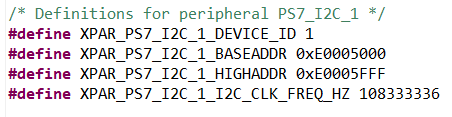 /* Definitions for peripheral PS7_I2C_1 */
#define XPAR_PS7_I2C_1_DEVICE_ID 1
#define XPAR_PS7_I2C_1_BASEADDR 0xE0005000
#define XPAR_PS7_I2C_1_HIGHADDR 0xE0005FFF
#define XPAR_PS7_I2C_1_I2C_CLK_FREQ_HZ 108333336